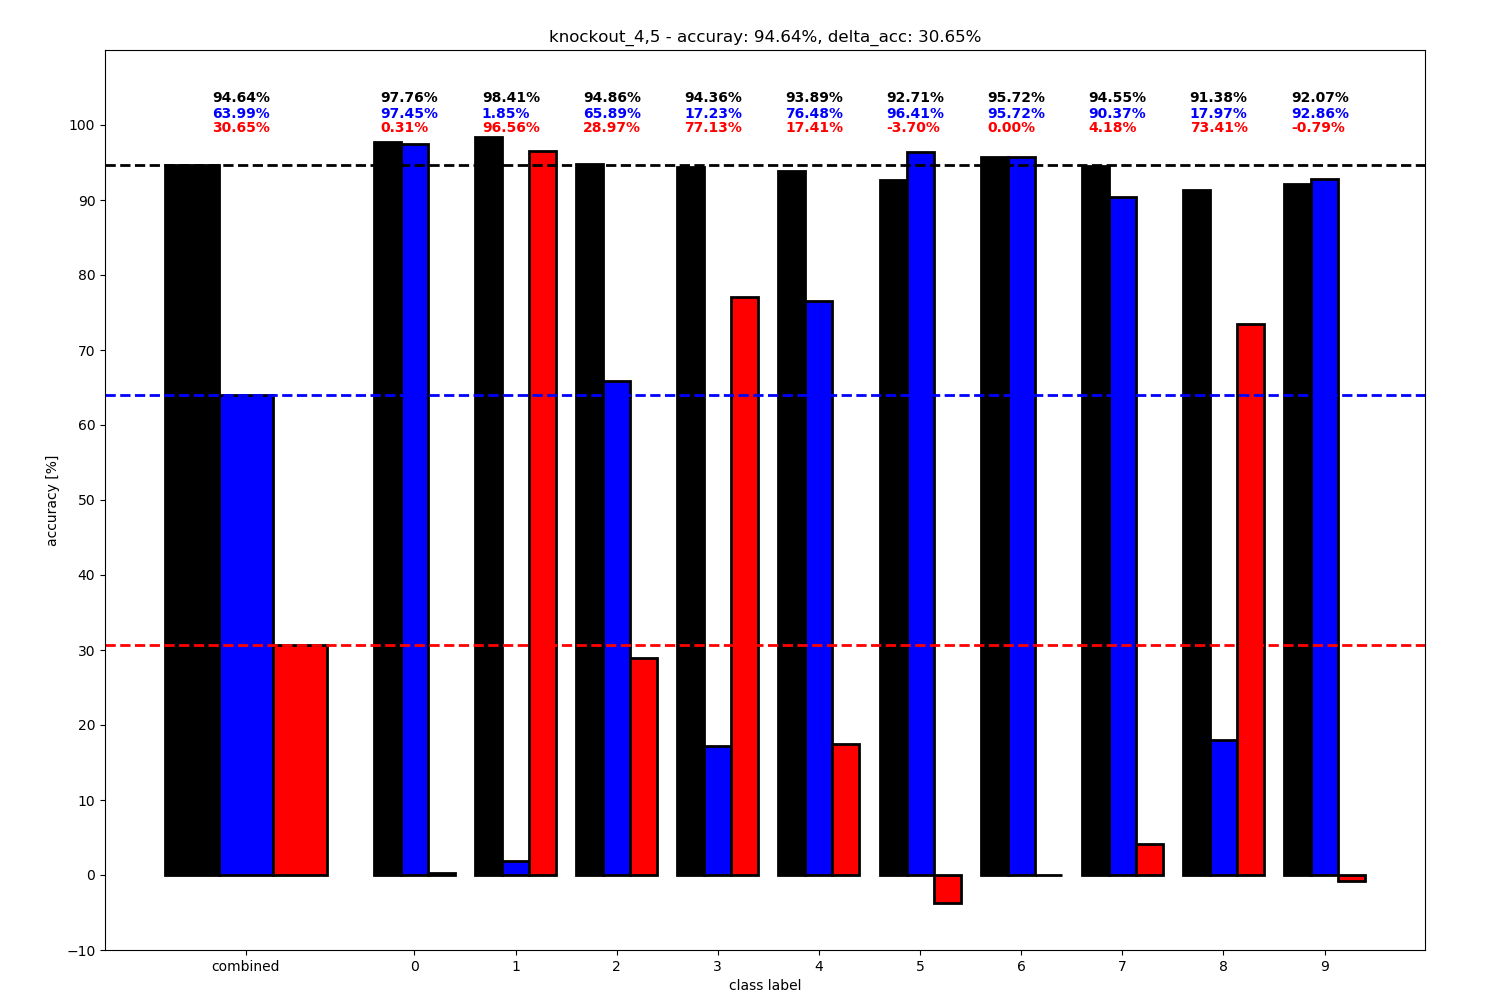 knockout_4,5 - accuray: 94.64%, delta_acc: 30.65%
94.64% 97.76% 98.41% 94.86% 94.36% 93.89% 92.71% 95.72% 94.55% 91.38% 92.07%
63.99% 97.45% 1.85% 65.89% 17.23% 76.48% 96.41% 95.72% 90.37% 17.97% 92.86%
30.65% 0.31% 96.56% 28.97% 77.13% 17.41% -3.70% 0.00% 4.18% 73.41% -0.79%
100
90
80
70
60
50
40
30
20
10
0
−10
accuracy [%]
combined 0 1 2 3 4 5 6 7 8 9
class label